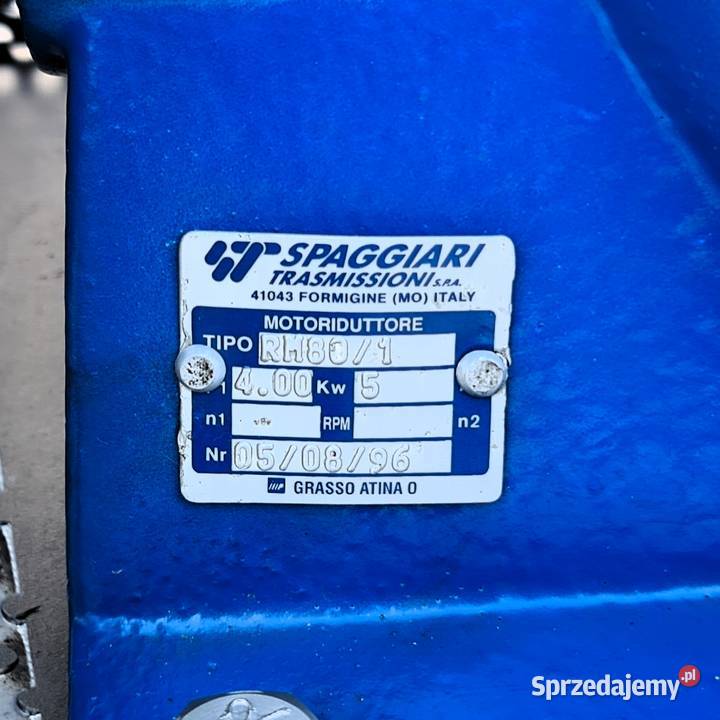 SPAGGIARI
TRASMISSIONI S.P.A.
41043 FORMIGINE (MO) ITALY
MOTORIDUTTORE
TIPO RM80/1
4.00 Kw 5
n1 RPM n2
Nr 05/08/96
GRASSO ATINA 0
Sprzedajemy.pl